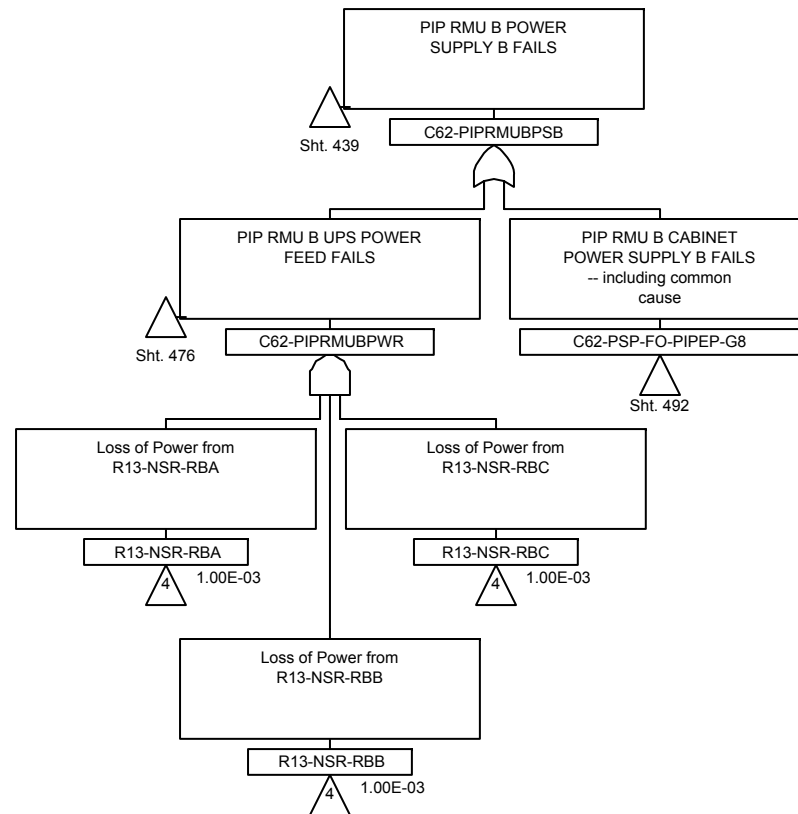 PIP RMU B POWER
SUPPLY B FAILS
Sht. 439
C62-PIPRMUBPSB
PIP RMU B UPS POWER
FEED FAILS
Sht. 476
C62-PIPRMUBPWR
PIP RMU B CABINET
POWER SUPPLY B FAILS
-- including common
cause
C62-PSP-FO-PIPEP-G8
Sht. 492
Loss of Power from
R13-NSR-RBA
R13-NSR-RBA
4
1.00E-03
Loss of Power from
R13-NSR-RBC
R13-NSR-RBC
4
1.00E-03
Loss of Power from
R13-NSR-RBB
R13-NSR-RBB
4
1.00E-03